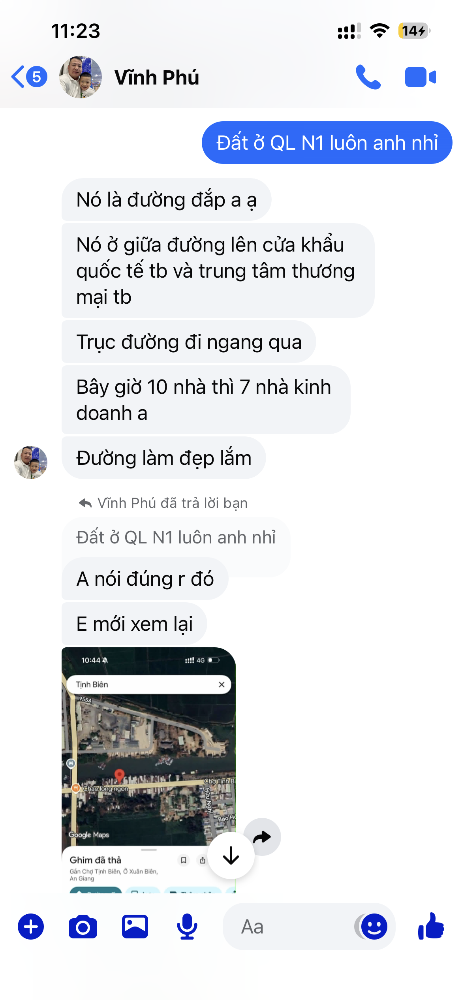 11:23
14
5
Vĩnh Phú
Đất ở QL N1 luôn anh nhỉ
Nó là đường đắp a ạ
Nó ở giữa đường lên cửa khẩu
quốc tế tb và trung tâm thương
mại tb
Trục đường đi ngang qua
Bây giờ 10 nhà thì 7 nhà kinh
doanh a
Đường làm đẹp lắm
Vĩnh Phú đã trả lời bạn
Đất ở QL N1 luôn anh nhỉ
A nói đúng r đó
E mới xem lại
10:44
4G
Tịnh Biên
955A
Chợ Tịnh Bi
Cháo lòng ngon
Hữu Nghị
Bảo Hộ
Google Maps
Ghim đã thả
Gần Chợ Tịnh Biên, Ở Xuân Biên,
An Giang
Aa